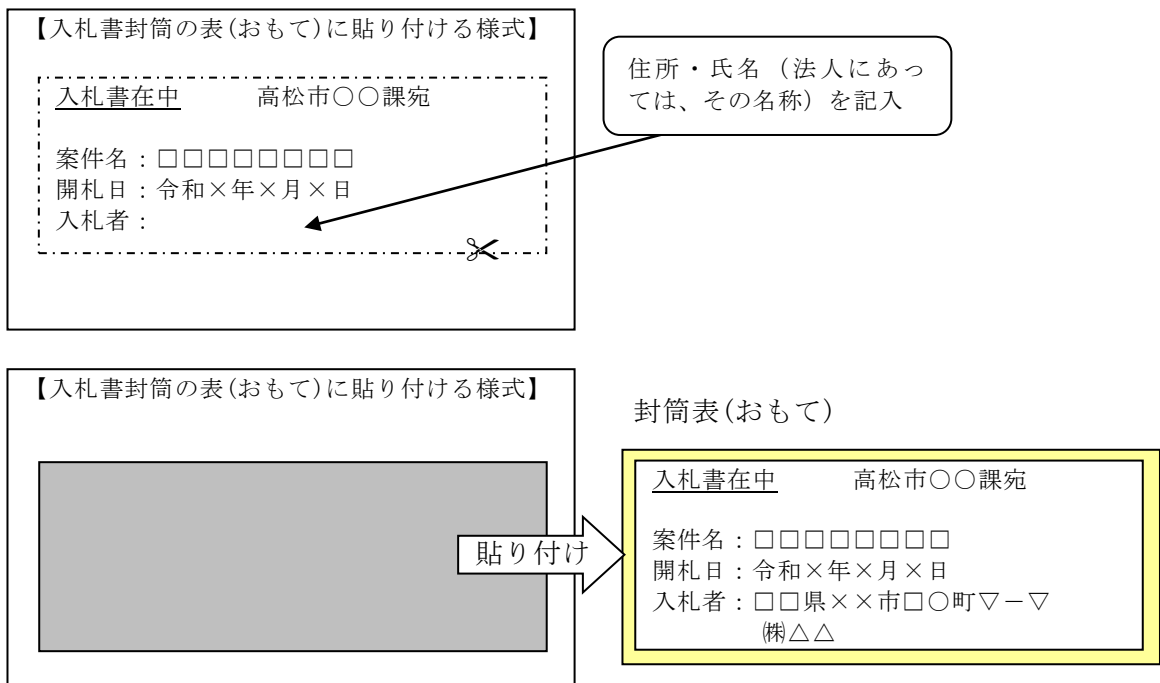 【入札書封筒の表(おもて)に貼り付ける様式】
入札書在中　　高松市〇〇課宛
案件名：□□□□□□□□
開札日：令和×年×月×日
入札者：
住所・氏名（法人にあっ
ては、その名称）を記入
【入札書封筒の表(おもて)に貼り付ける様式】
貼り付け
封筒表(おもて)
入札書在中　　高松市〇〇課宛
案件名：□□□□□□□□
開札日：令和×年×月×日
入札者：□□県××市□〇町▽－▽
㈱△△